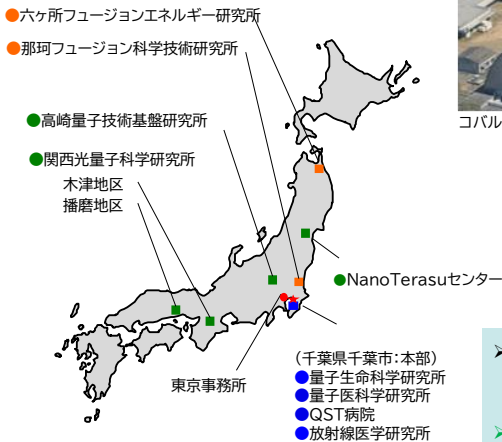 ●六ヶ所フュージョンエネルギー研究所
●那珂フュージョン科学技術研究所
コバル
●高崎量子技術基盤研究所
●関西光量子科学研究所
木津地区
播磨地区
●NanoTerasuセンター
東京事務所
(千葉県千葉市:本部)
●量子生命科学研究所
●量子医科学研究所
●QST病院
●放射線医学研究所